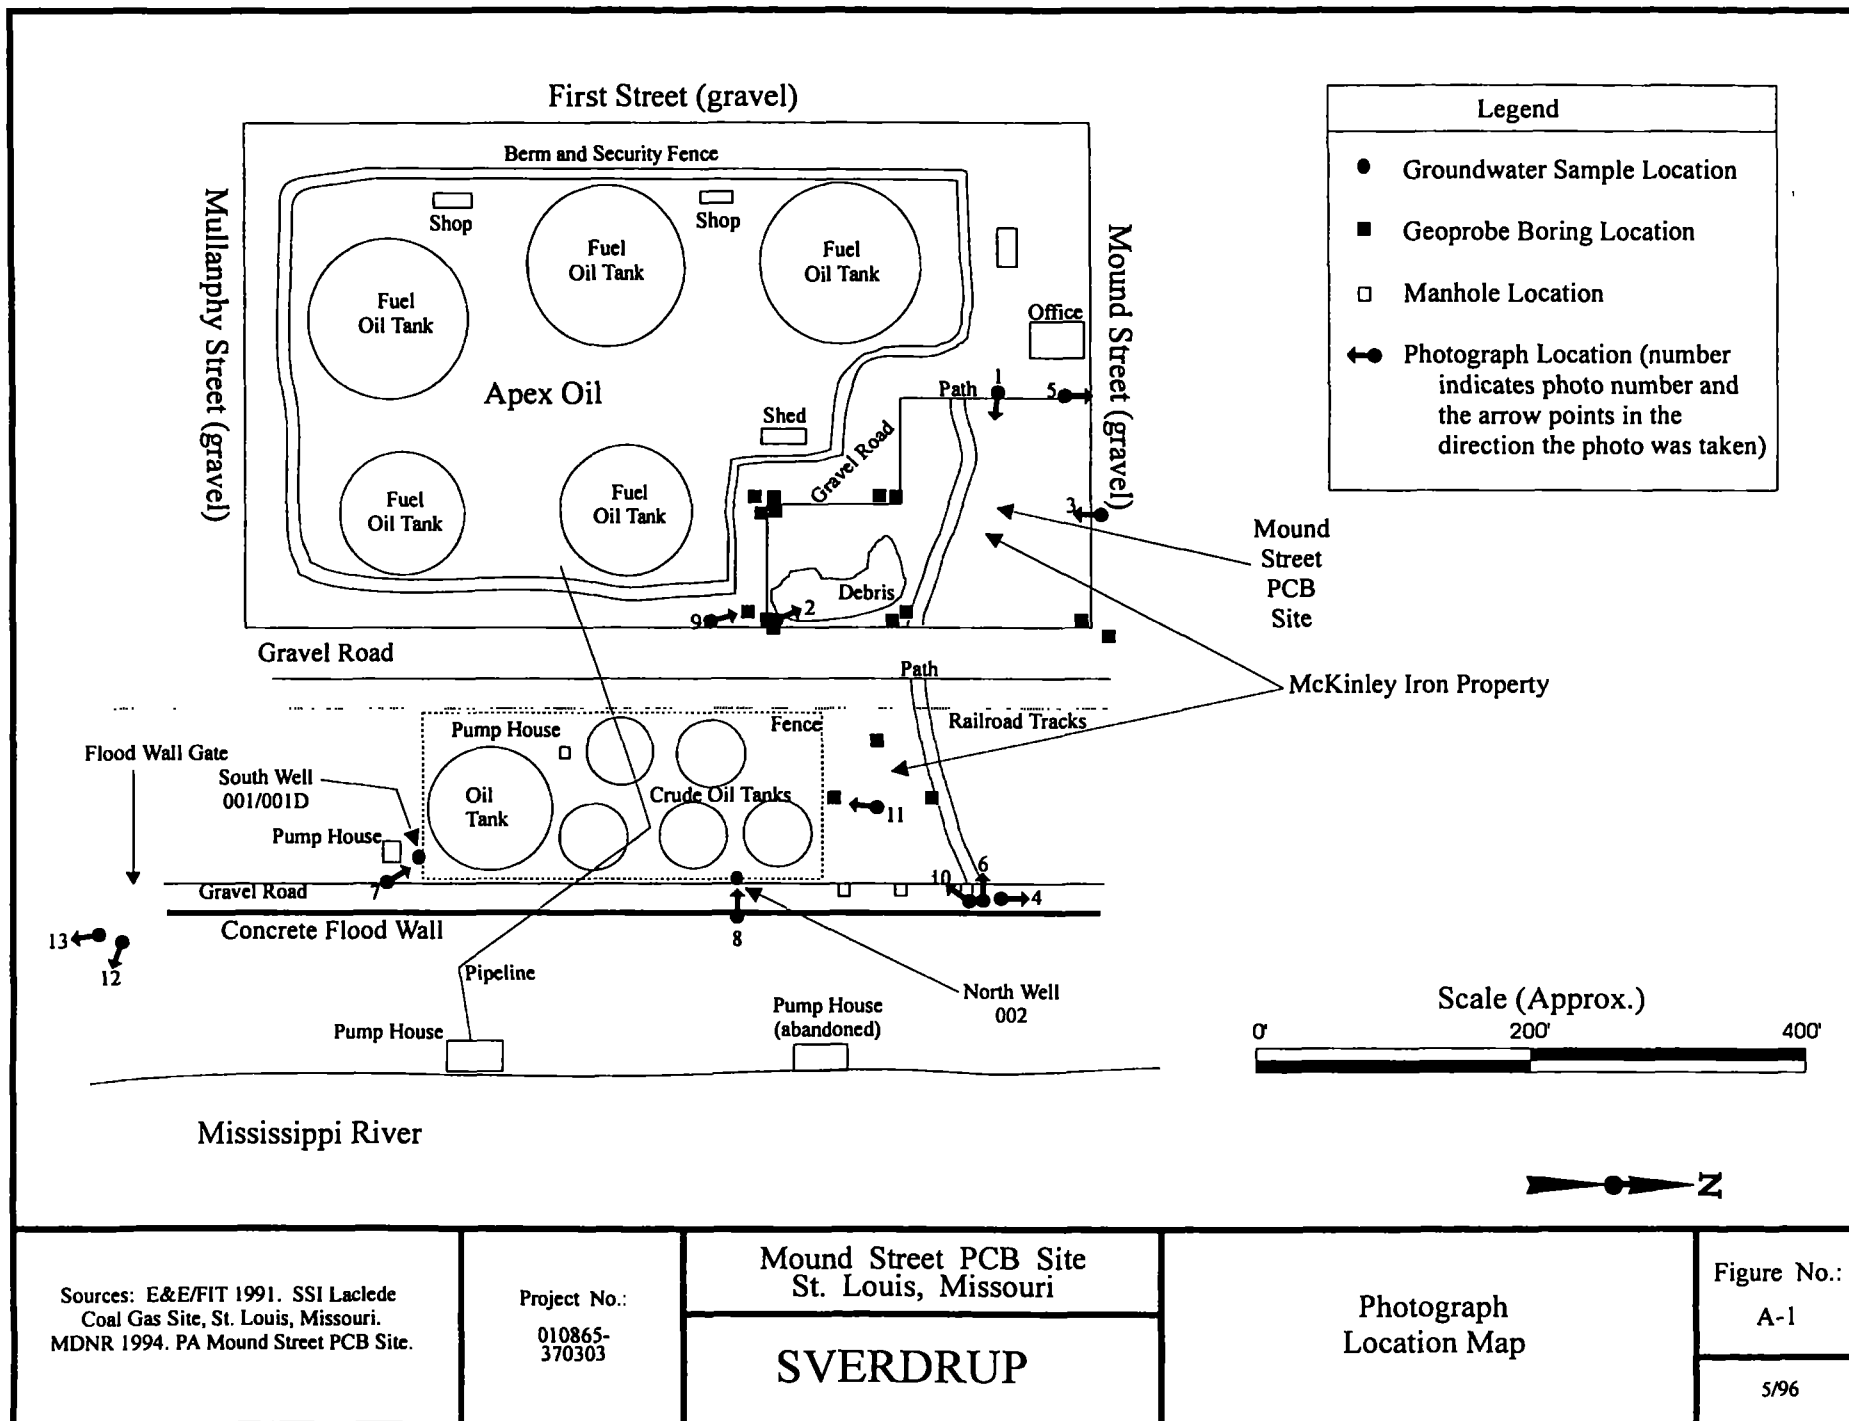 First Street (gravel)
Berm and Security Fence
Shop
Shop
Fuel
Oil Tank
Fuel
Oil Tank
Fuel
Oil Tank
Mullanphy Street (gravel)
Mound Street (gravel)
Office
Apex Oil
Path
1
5
Shed
Gravel Road
Fuel
Oil Tank
Fuel
Oil Tank
3
Mound
Street
PCB
Site
Debris
2
9
Gravel Road
Path
McKinley Iron Property
Railroad Tracks
Fence
Pump House
Flood Wall Gate
South Well
001/001D
Oil
Tank
Crude Oil Tanks
11
Pump House
6
10
4
7
Gravel Road
Concrete Flood Wall
8
13
12
Pipeline
North Well
002
Pump House
Pump House
(abandoned)
Mississippi River
Legend
Groundwater Sample Location
Geoprobe Boring Location
Manhole Location
Photograph Location (number
indicates photo number and
the arrow points in the
direction the photo was taken)
Scale (Approx.)
0'
200'
400'
N
Sources: E&E/FIT 1991. SSI Laclede
Coal Gas Site, St. Louis, Missouri.
MDNR 1994. PA Mound Street PCB Site.
Project No.:
010865-
370303
Mound Street PCB Site
St. Louis, Missouri
SVERDRUP
Photograph
Location Map
Figure No.:
A-1
5/96